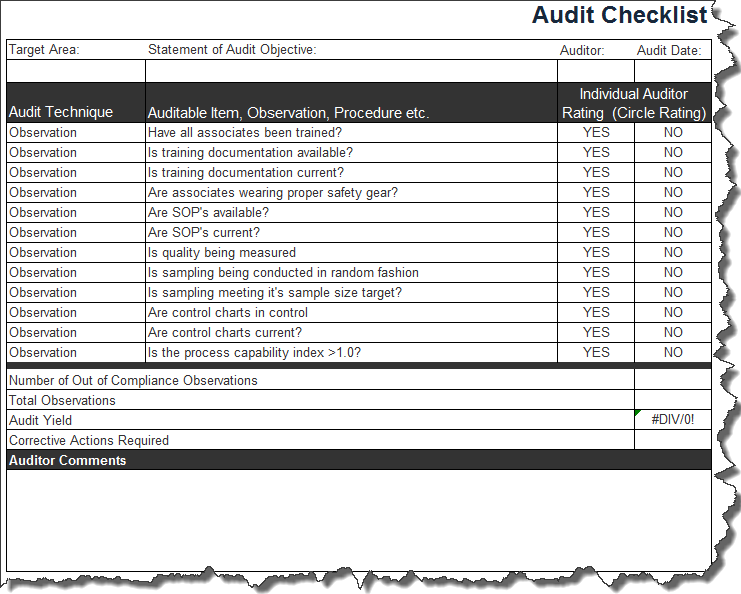 Audit Checklist
Target Area: Statement of Audit Objective: Auditor: Audit Date:
Individual Auditor
Audit Technique Auditable Item, Observation, Procedure etc. Rating (Circle Rating)
Observation Have all associates been trained? YES NO
Observation Is training documentation available? YES NO
Observation Is training documentation current? YES NO
Observation Are associates wearing proper safety gear? YES NO
Observation Are SOP's available? YES NO
Observation Are SOP's current? YES NO
Observation Is quality being measured YES NO
Observation Is sampling being conducted in random fashion YES NO
Observation Is sampling meeting it's sample size target? YES NO
Observation Are control charts in control YES NO
Observation Are control charts current? YES NO
Observation Is the process capability index >1.0? YES NO
Number of Out of Compliance Observations
Total Observations
Audit Yield #DIV/0!
Corrective Actions Required
Auditor Comments